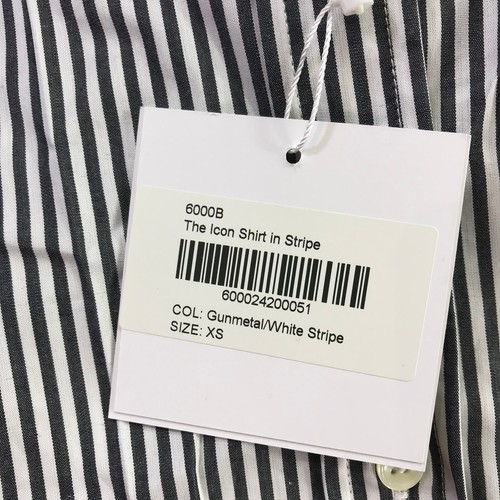 6000B
The Icon Shirt in Stripe
600024200051
COL: Gunmetal/White Stripe
SIZE: XS